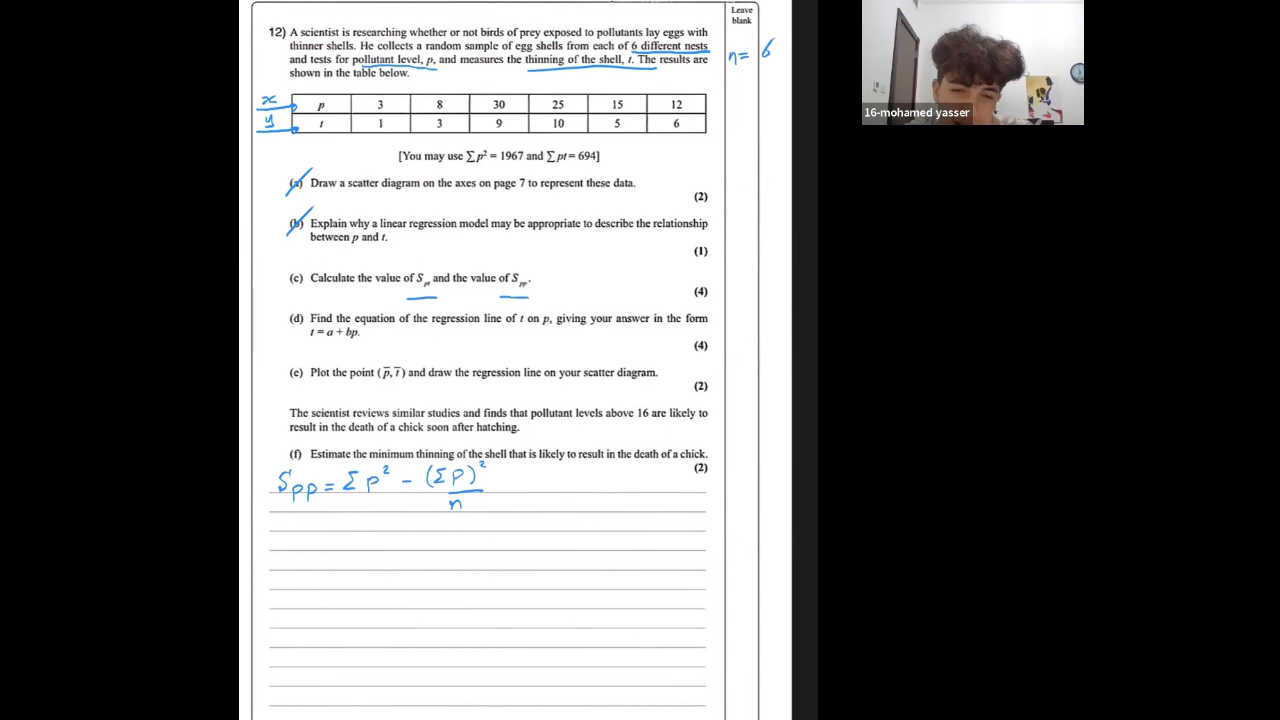 Leave
blank
12) A scientist is researching whether or not birds of prey exposed to pollutants lay eggs with
thinner shells. He collects a random sample of egg shells from each of 6 different nests
and tests for pollutant level, p, and measures the thinning of the shell, t. The results are
shown in the table below.
n = 6
x p 3 8 30 25 15 12
y t 1 3 9 10 5 6
[You may use ∑p² = 1967 and ∑pt = 694]
(a) Draw a scatter diagram on the axes on page 7 to represent these data.
(2)
(b) Explain why a linear regression model may be appropriate to describe the relationship
between p and t.
(1)
(c) Calculate the value of Sₚₜ and the value of Sₚₚ.
(4)
(d) Find the equation of the regression line of t on p, giving your answer in the form
t = a + bp.
(4)
(e) Plot the point (p̄, t̄) and draw the regression line on your scatter diagram.
(2)
The scientist reviews similar studies and finds that pollutant levels above 16 are likely to
result in the death of a chick soon after hatching.
(f) Estimate the minimum thinning of the shell that is likely to result in the death of a chick.
(2)
Spp = Σp² − (Σp)²
n
16-mohamed yasser